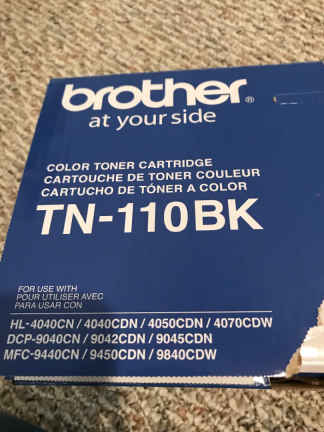 brother®
at your side
COLOR TONER CARTRIDGE
CARTOUCHE DE TONER COULEUR
CARTUCHO DE TÓNER A COLOR
TN-110BK
FOR USE WITH
POUR UTILISER AVEC
PARA USAR CON
HL-4040CN / 4040CDN / 4050CDN / 4070CDW
DCP-9040CN / 9042CDN / 9045CDN
MFC-9440CN / 9450CDN / 9840CDW